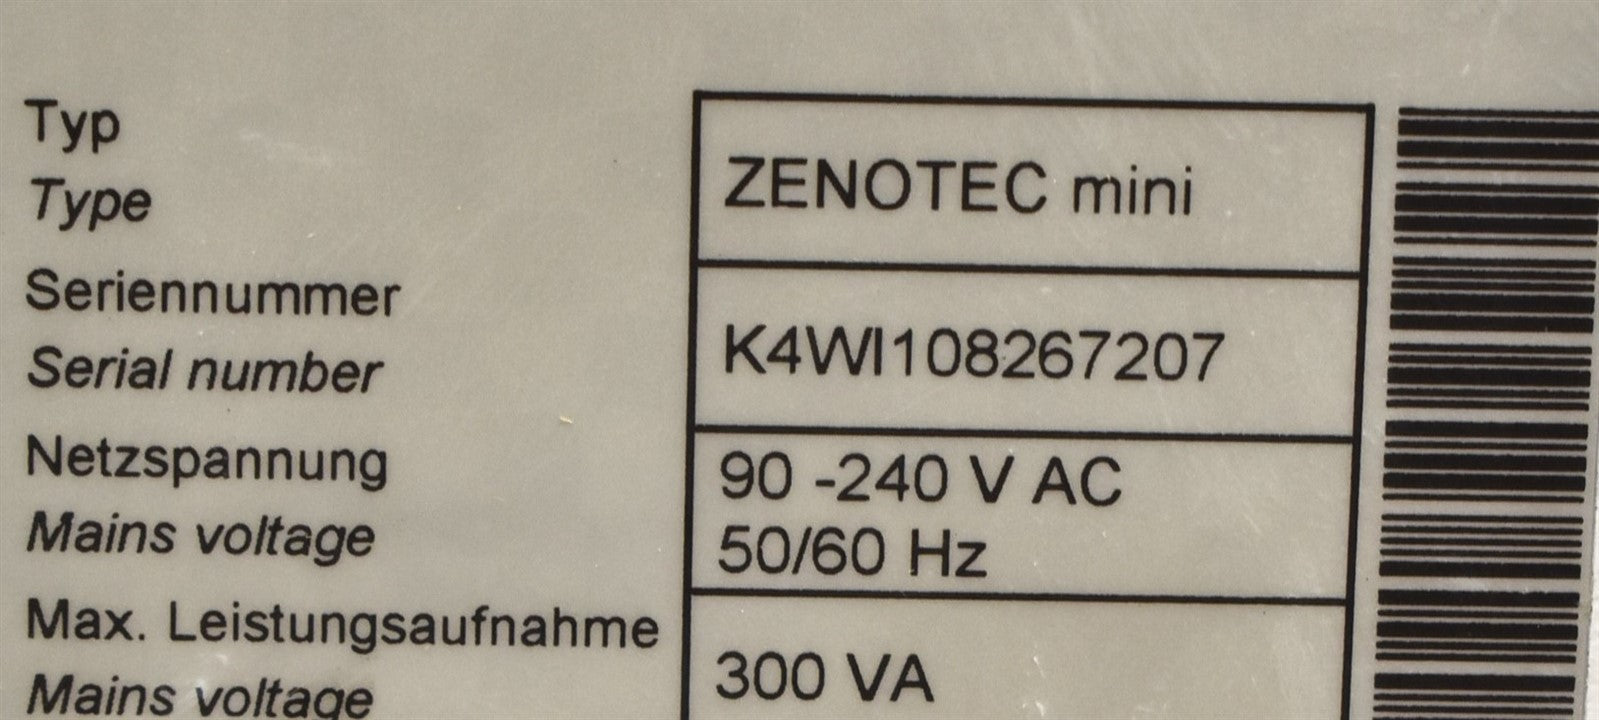 Typ
Type
ZENOTEC mini
Seriennummer
Serial number
K4WI108267207
Netzspannung
Mains voltage
90 -240 V AC
50/60 Hz
Max. Leistungsaufnahme
Mains voltage
300 VA